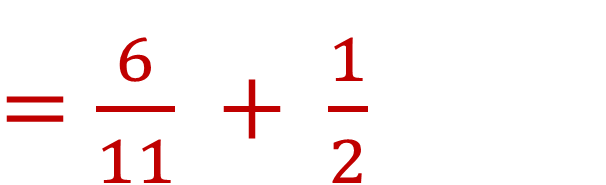 = 6/11 + 1/2